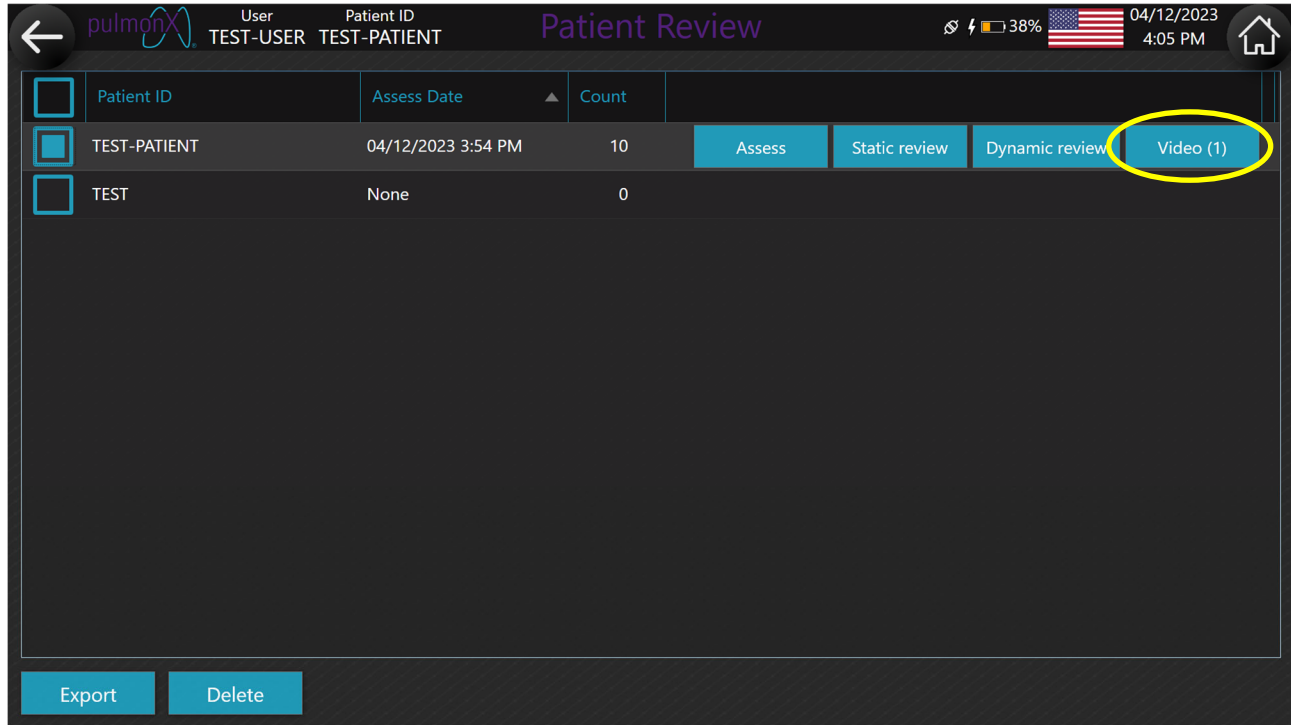 pulmonX®
User
TEST-USER
Patient ID
TEST-PATIENT
Patient Review
38%
04/12/2023
4:05 PM
Patient ID Assess Date Count
TEST-PATIENT 04/12/2023 3:54 PM 10 Assess Static review Dynamic review Video (1)
TEST None 0
Export Delete